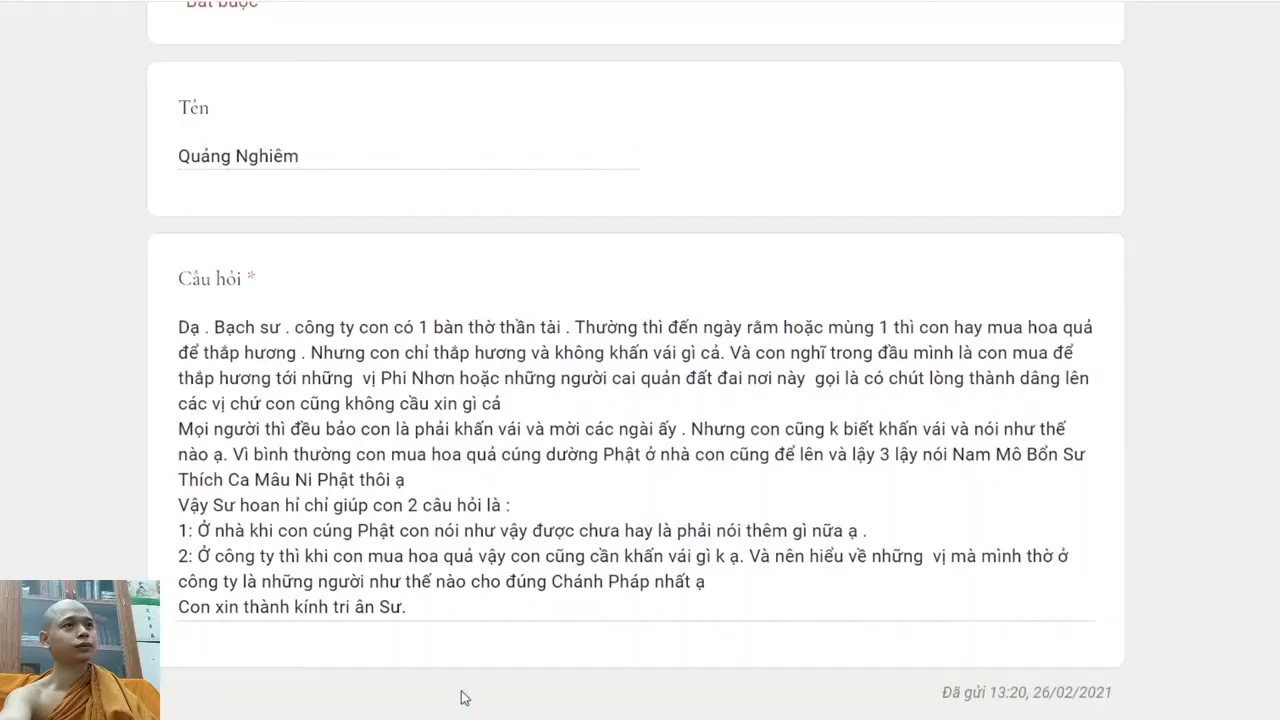 Bắt buộc
Tên
Quảng Nghiêm
Câu hỏi *
Dạ . Bạch sư . công ty con có 1 bàn thờ thần tài . Thường thì đến ngày rằm hoặc mùng 1 thì con hay mua hoa quả
để thắp hương . Nhưng con chỉ thắp hương và không khấn vái gì cả. Và con nghĩ trong đầu mình là con mua để
thắp hương tới những  vị Phi Nhơn hoặc những người cai quản đất đai nơi này  gọi là có chút lòng thành dâng lên
các vị chứ con cũng không cầu xin gì cả
Mọi người thì đều bảo con là phải khấn vái và mời các ngài ấy . Nhưng con cũng k biết khấn vái và nói như thế
nào ạ. Vì bình thường con mua hoa quả cúng dường Phật ở nhà con cũng để lên và lậy 3 lậy nói Nam Mô Bổn Sư
Thích Ca Mâu Ni Phật thôi ạ
Vậy Sư hoan hỉ chỉ giúp con 2 câu hỏi là :
1: Ở nhà khi con cúng Phật con nói như vậy được chưa hay là phải nói thêm gì nữa ạ .
2: Ở công ty thì khi con mua hoa quả vậy con cũng cần khấn vái gì k ạ. Và nên hiểu về những  vị mà mình thờ ở
công ty là những người như thế nào cho đúng Chánh Pháp nhất ạ
Con xin thành kính tri ân Sư.
Đã gửi 13:20, 26/02/2021